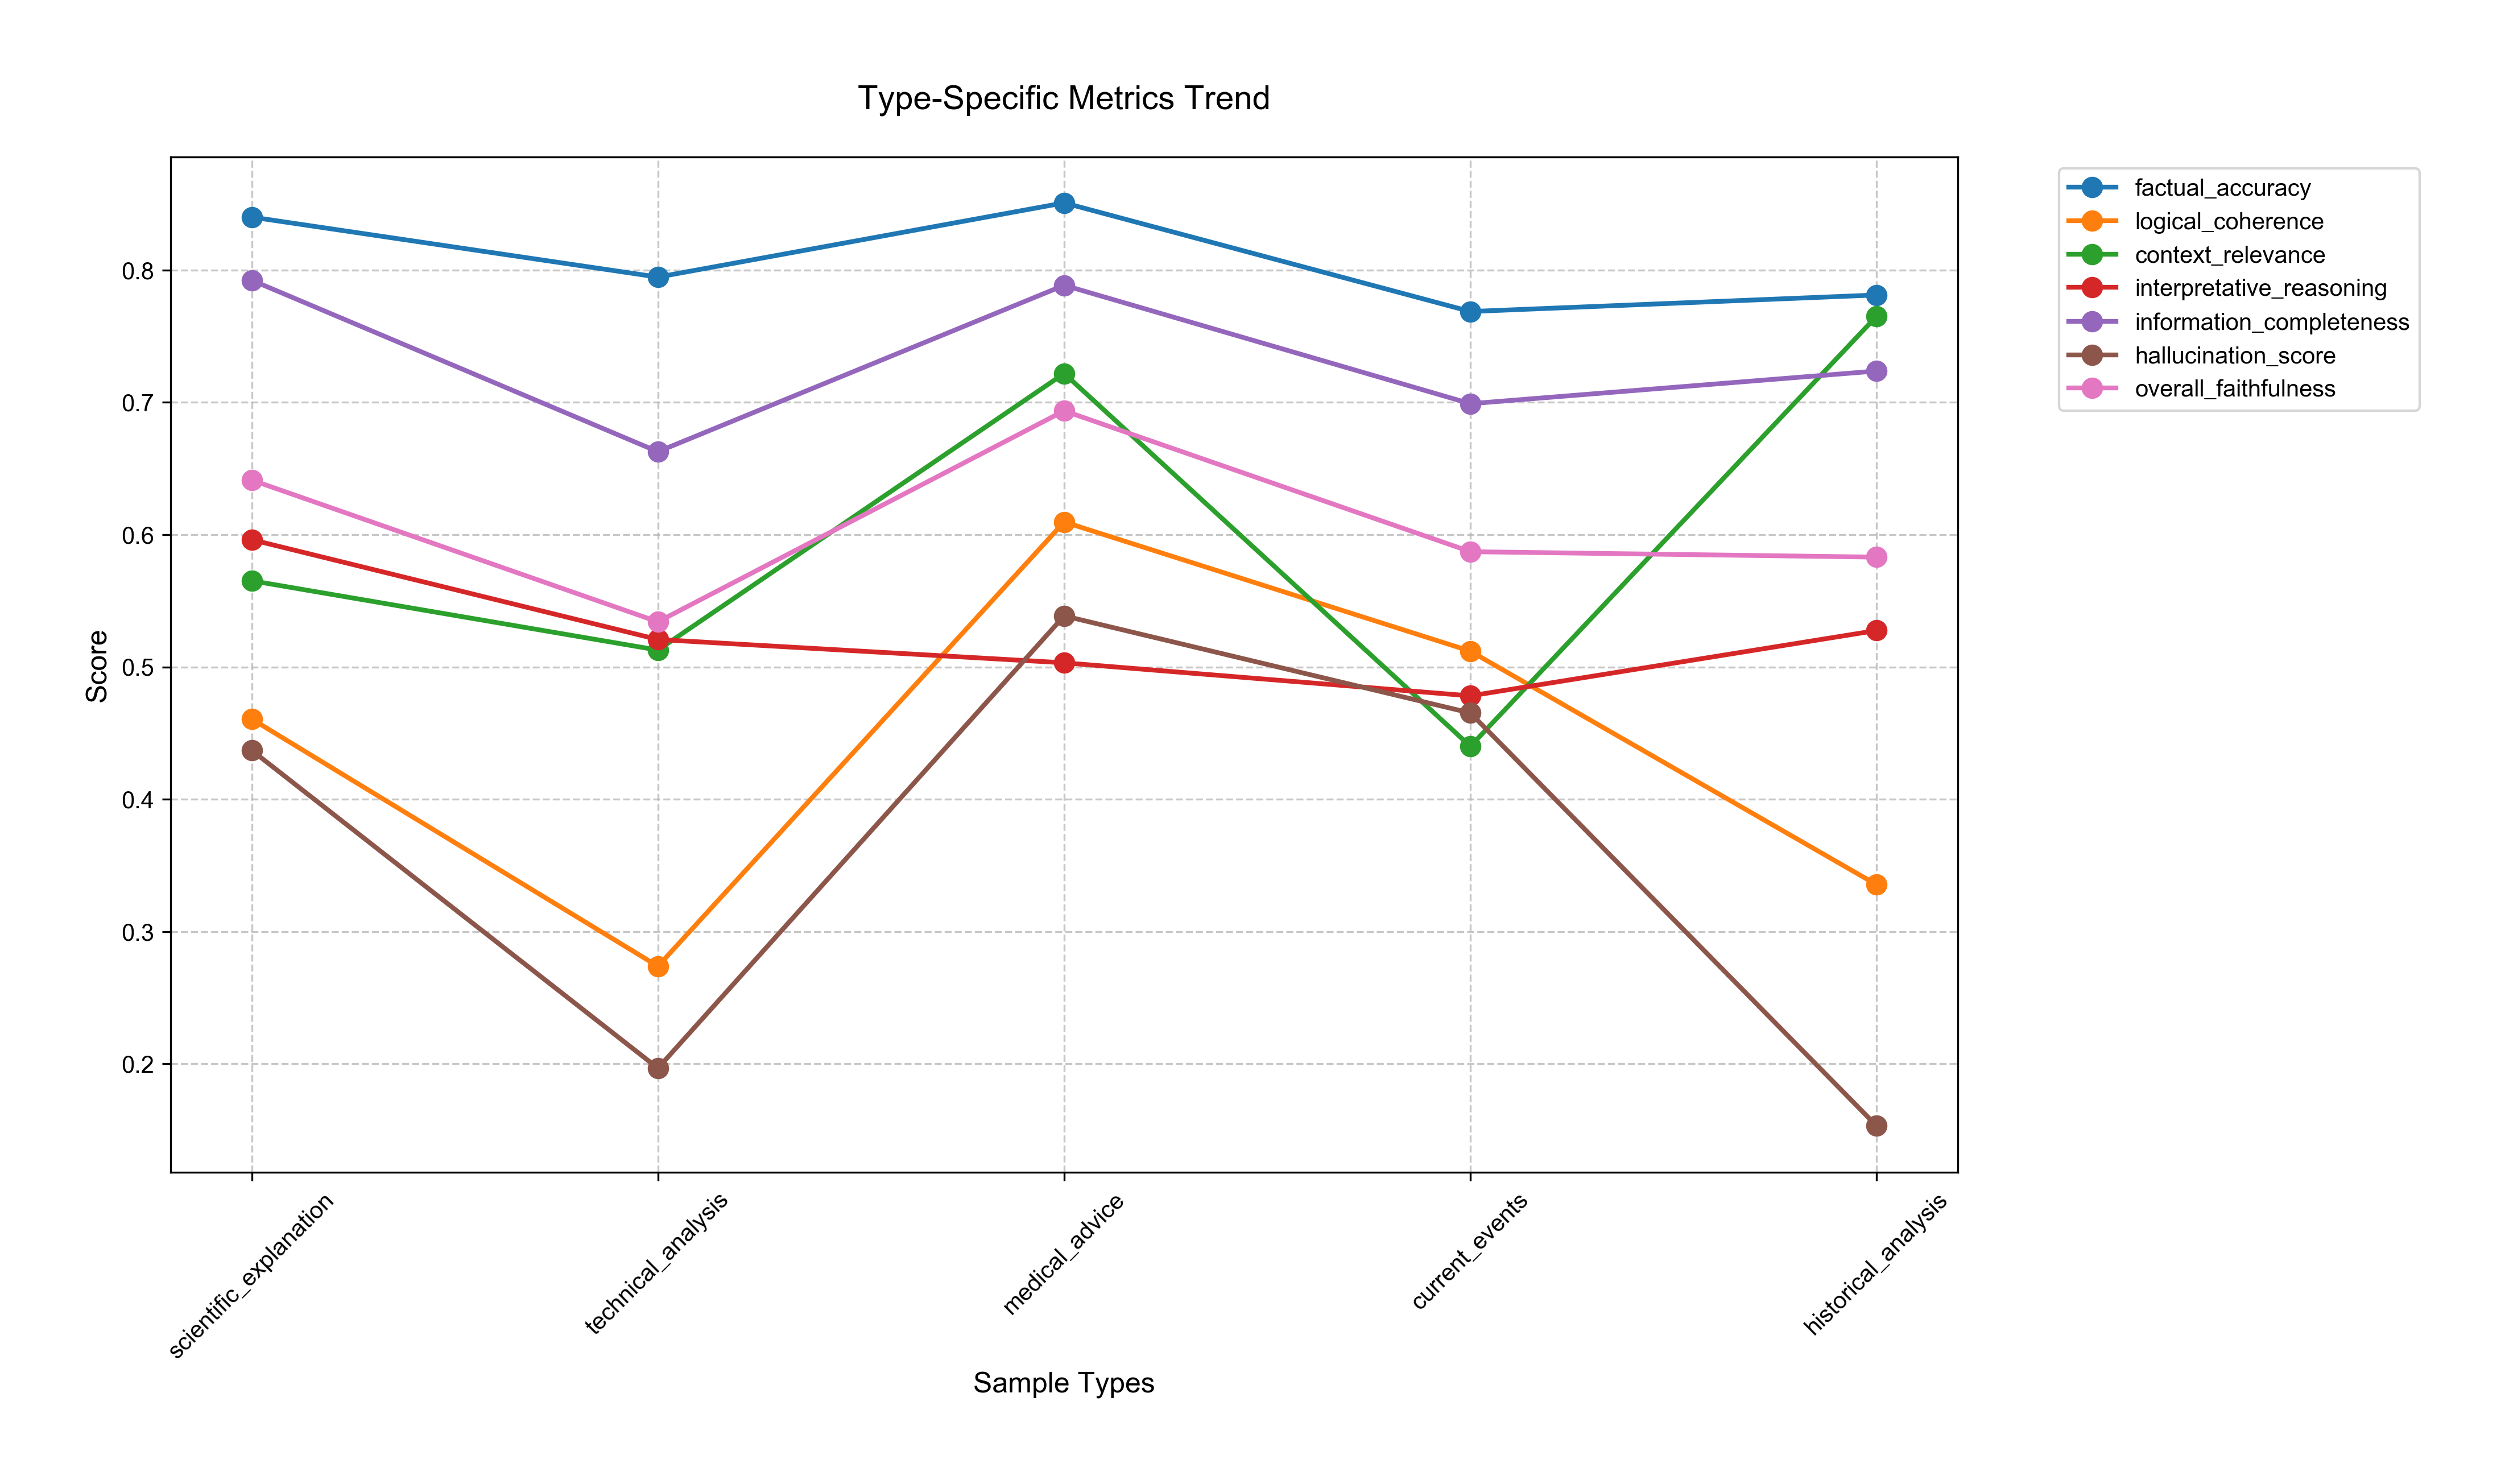 Type-Specific Metrics Trend
factual_accuracy
logical_coherence
context_relevance
interpretative_reasoning
information_completeness
hallucination_score
overall_faithfulness
Score
0.8
0.7
0.6
0.5
0.4
0.3
0.2
scientific_explanation
technical_analysis
medical_advice
current_events
historical_analysis
Sample Types